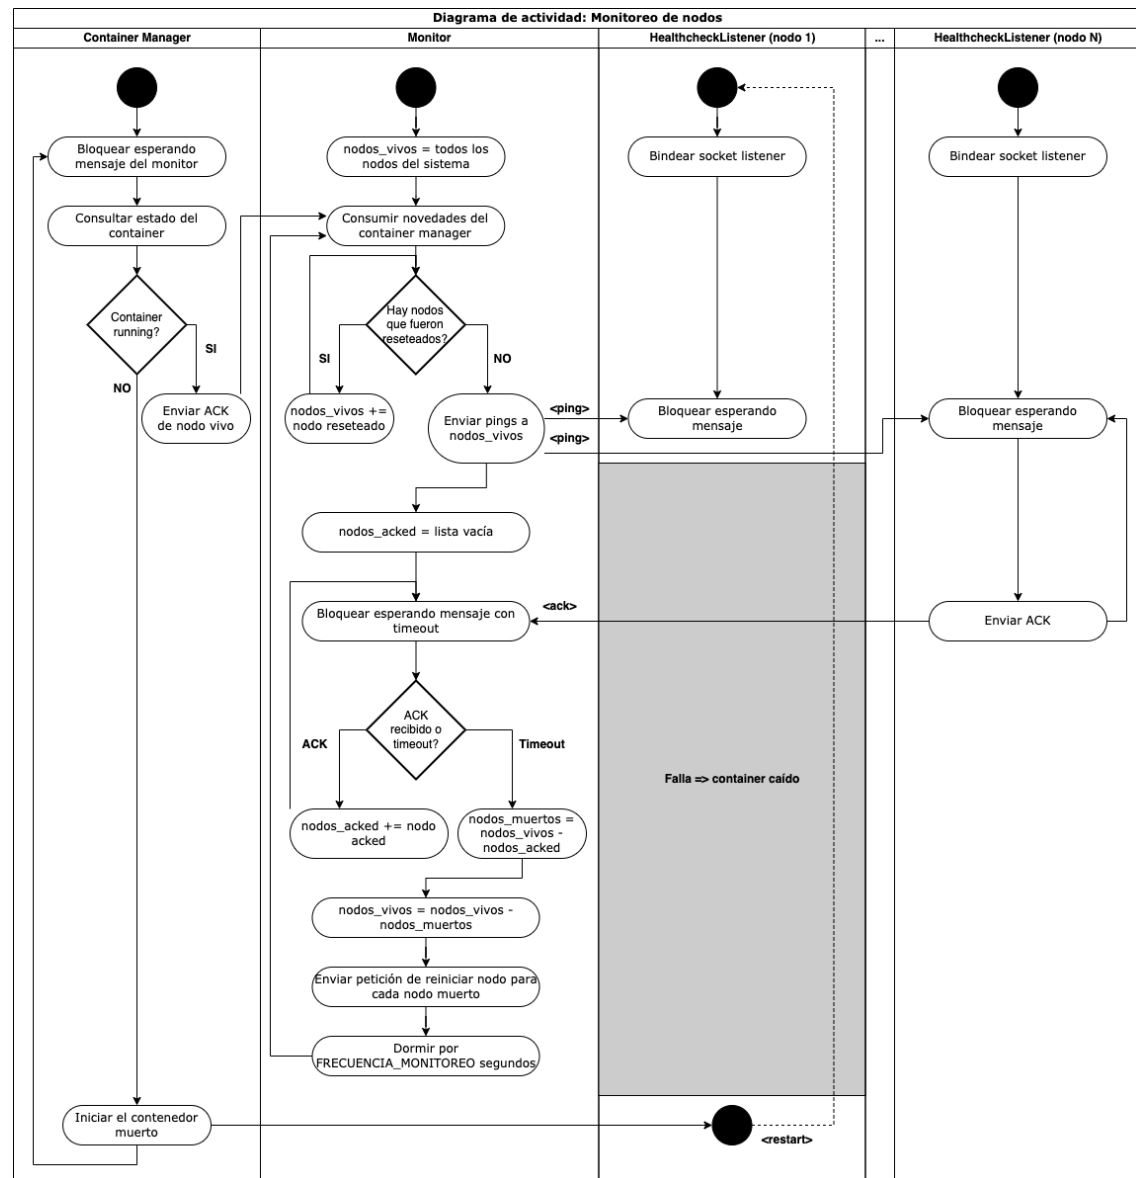 Diagrama de actividad: Monitoreo de nodos
Container Manager
Monitor
HealthcheckListener (nodo 1)
...
HealthcheckListener (nodo N)
Bloquear esperando
mensaje del monitor
Consultar estado del
container
Container
running?
SI
NO
Enviar ACK
de nodo vivo
Iniciar el contenedor
muerto
nodos_vivos = todos los
nodos del sistema
Consumir novedades del
container manager
Hay nodos
que fueron
reseteados?
SI
NO
nodos_vivos +=
nodo reseteado
Enviar pings a
nodos_vivos
<ping>
<ping>
nodos_acked = lista vacía
Bloquear esperando mensaje con
timeout
<ack>
ACK
recibido o
timeout?
ACK
Timeout
nodos_acked += nodo
acked
nodos_muertos =
nodos_vivos -
nodos_acked
nodos_vivos = nodos_vivos -
nodos_muertos
Enviar petición de reiniciar nodo para
cada nodo muerto
Dormir por
FRECUENCIA_MONITOREO segundos
Bindear socket listener
Bloquear esperando
mensaje
Falla => container caído
<restart>
Bindear socket listener
Bloquear esperando
mensaje
Enviar ACK